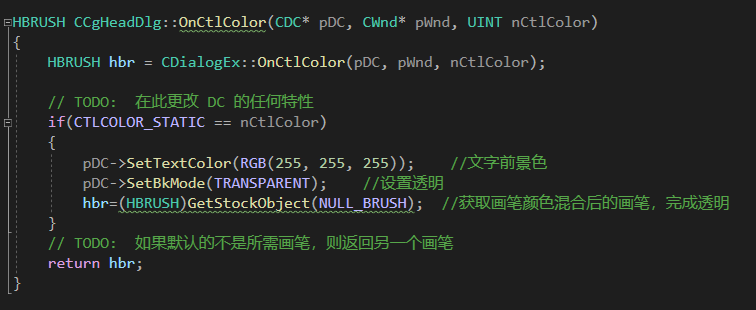 HBRUSH CCgHeadDlg::OnCtlColor(CDC* pDC, CWnd* pWnd, UINT nCtlColor)
{
    HBRUSH hbr = CDialogEx::OnCtlColor(pDC, pWnd, nCtlColor);

    // TODO:  在此更改 DC 的任何特性
    if(CTLCOLOR_STATIC == nCtlColor)
    {
        pDC->SetTextColor(RGB(255, 255, 255));    //文字前景色
        pDC->SetBkMode(TRANSPARENT);    //设置透明
        hbr=(HBRUSH)GetStockObject(NULL_BRUSH);  //获取画笔颜色混合后的画笔，完成透明
    }
    // TODO:  如果默认的不是所需画笔，则返回另一个画笔
    return hbr;
}